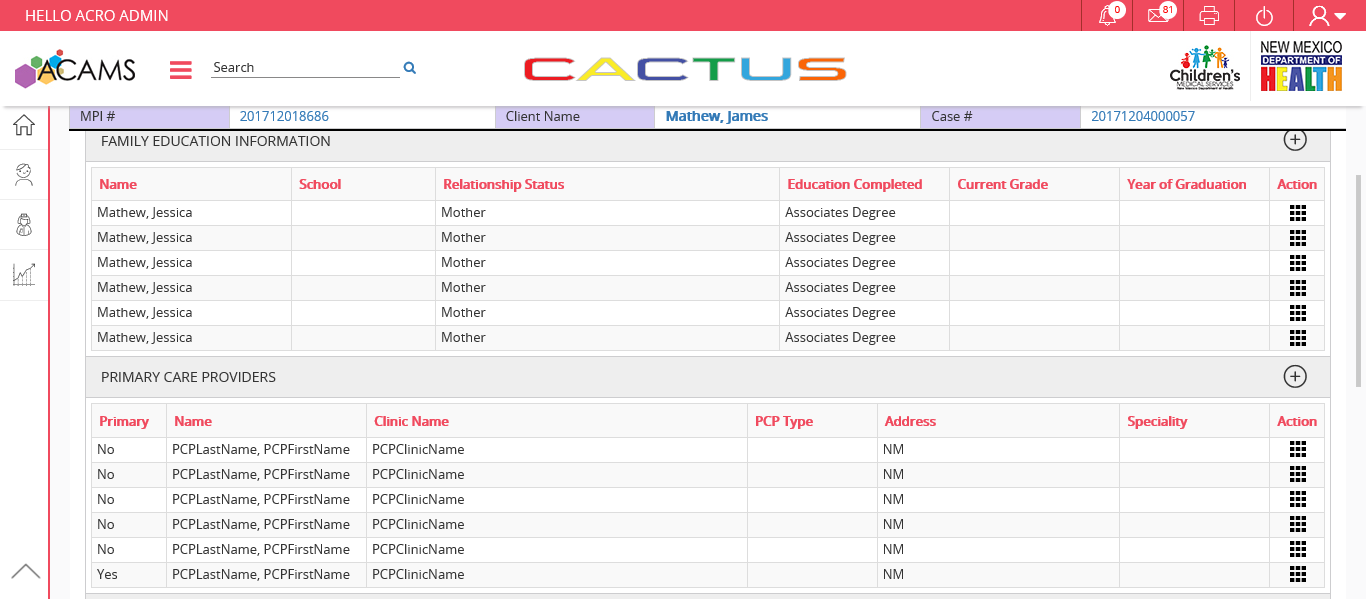 HELLO ACRO ADMIN 0 81
ACAMS Search CACTUS Children's MEDICAL SERVICES New Mexico Department of Health NEW MEXICO DEPARTMENT OF HEALTH
MPI # 201712018686 Client Name Mathew, James Case # 20171204000057
FAMILY EDUCATION INFORMATION
Name School Relationship Status Education Completed Current Grade Year of Graduation Action
Mathew, Jessica Mother Associates Degree
Mathew, Jessica Mother Associates Degree
Mathew, Jessica Mother Associates Degree
Mathew, Jessica Mother Associates Degree
Mathew, Jessica Mother Associates Degree
Mathew, Jessica Mother Associates Degree
PRIMARY CARE PROVIDERS
Primary Name Clinic Name PCP Type Address Speciality Action
No PCPLastName, PCPFirstName PCPClinicName NM
No PCPLastName, PCPFirstName PCPClinicName NM
No PCPLastName, PCPFirstName PCPClinicName NM
No PCPLastName, PCPFirstName PCPClinicName NM
No PCPLastName, PCPFirstName PCPClinicName NM
Yes PCPLastName, PCPFirstName PCPClinicName NM